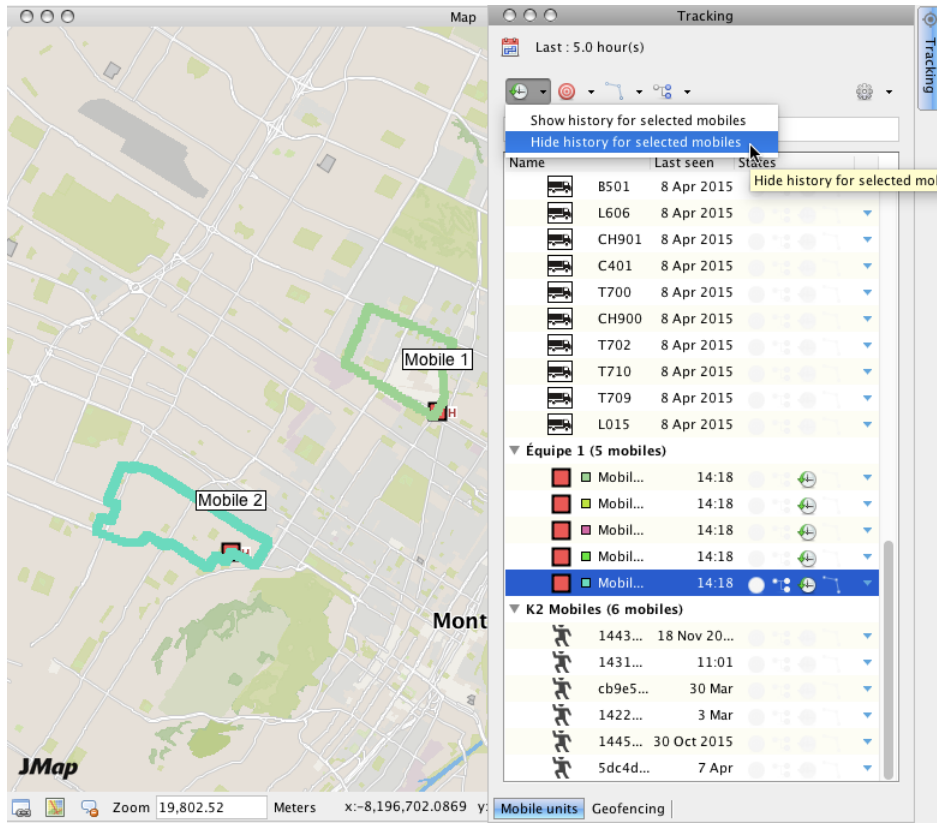 Map
Mobile 1
H
Mobile 2
H
Mont
JMap
Zoom 19,802.52 Meters x:-8,196,702.0869 y:
Tracking
Last : 5.0 hour(s)
Show history for selected mobiles
Hide history for selected mobiles
Name Last seen States
Hide history for selected mo
B501 8 Apr 2015
L606 8 Apr 2015
CH901 8 Apr 2015
C401 8 Apr 2015
T700 8 Apr 2015
CH900 8 Apr 2015
T702 8 Apr 2015
T710 8 Apr 2015
T709 8 Apr 2015
L015 8 Apr 2015
Équipe 1 (5 mobiles)
Mobil... 14:18
Mobil... 14:18
Mobil... 14:18
Mobil... 14:18
Mobil... 14:18
K2 Mobiles (6 mobiles)
1443... 18 Nov 20...
1431... 11:01
cb9e5... 30 Mar
1422... 3 Mar
1445... 30 Oct 2015
5dc4d... 7 Apr
Mobile units Geofencing
Tracking